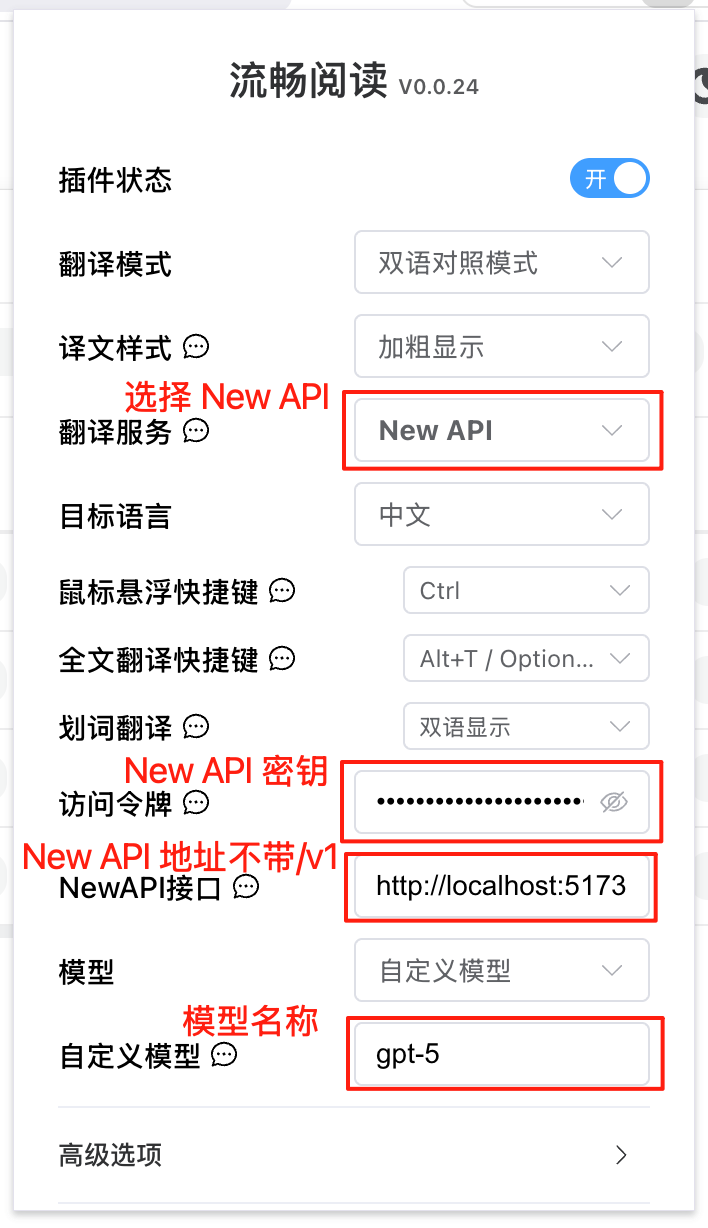 流畅阅读 V0.0.24
插件状态 开
翻译模式 双语对照模式
译文样式 加粗显示
选择 New API
翻译服务 New API
目标语言 中文
鼠标悬浮快捷键 Ctrl
全文翻译快捷键 Alt+T / Option...
划词翻译 双语显示
New API 密钥
访问令牌 ••••••••••••••••••••••
New API 地址不带/v1
NewAPI接口 http://localhost:5173
模型 自定义模型
模型名称
自定义模型 gpt-5
高级选项